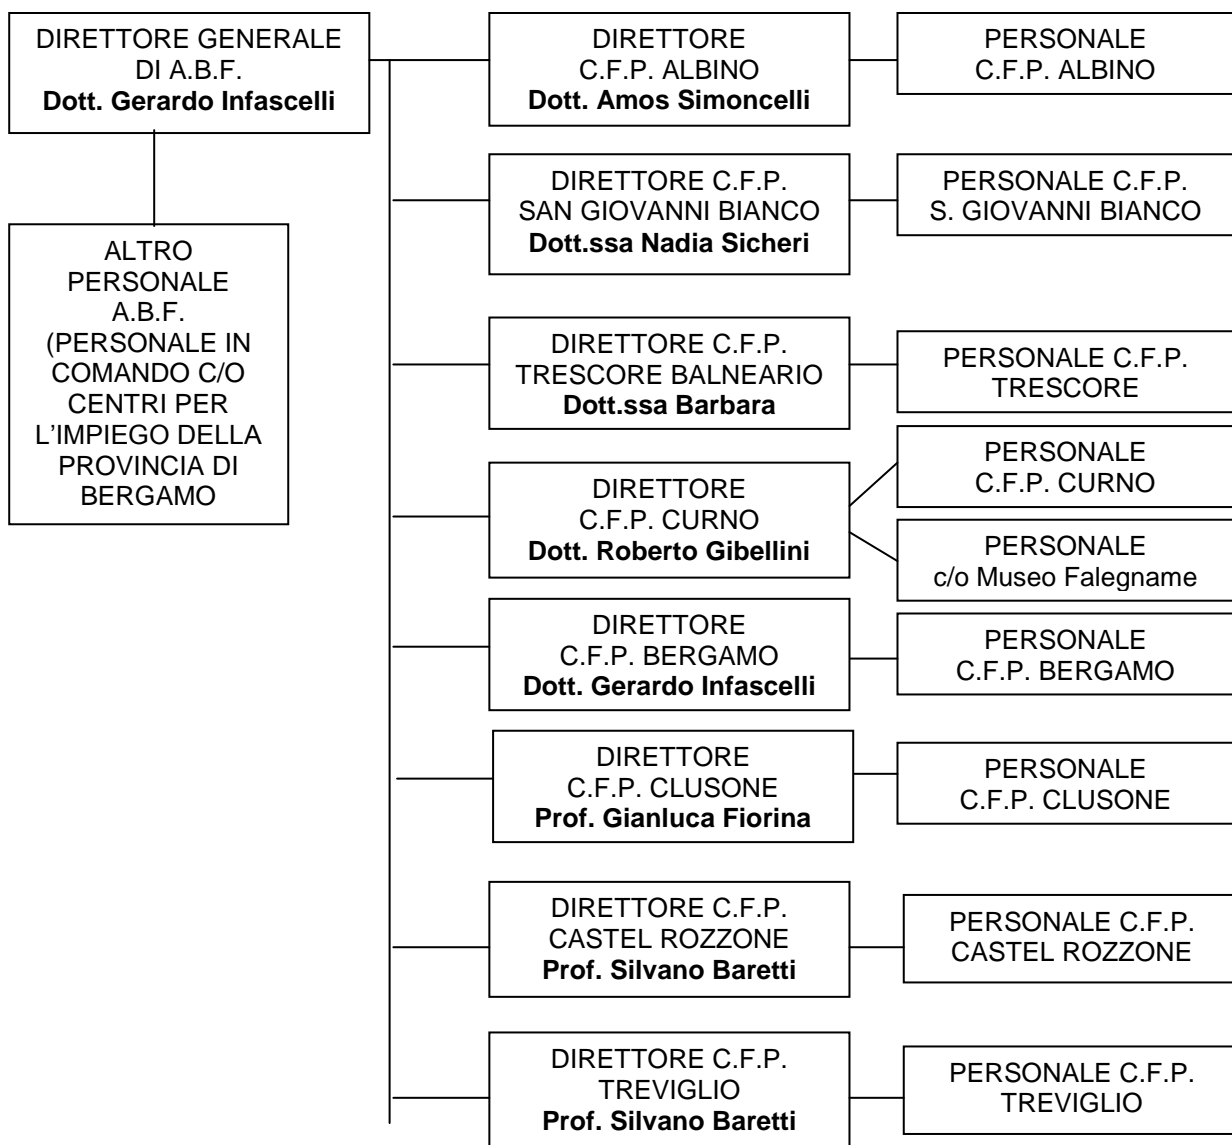 DIRETTORE GENERALE
DI A.B.F.
Dott. Gerardo Infascelli
ALTRO
PERSONALE
A.B.F.
(PERSONALE IN
COMANDO C/O
CENTRI PER
L'IMPIEGO DELLA
PROVINCIA DI
BERGAMO
DIRETTORE
C.F.P. ALBINO
Dott. Amos Simoncelli
PERSONALE
C.F.P. ALBINO
DIRETTORE C.F.P.
SAN GIOVANNI BIANCO
Dott.ssa Nadia Sicheri
PERSONALE C.F.P.
S. GIOVANNI BIANCO
DIRETTORE C.F.P.
TRESCORE BALNEARIO
Dott.ssa Barbara
PERSONALE C.F.P.
TRESCORE
DIRETTORE
C.F.P. CURNO
Dott. Roberto Gibellini
PERSONALE
C.F.P. CURNO
PERSONALE
c/o Museo Falegname
DIRETTORE
C.F.P. BERGAMO
Dott. Gerardo Infascelli
PERSONALE
C.F.P. BERGAMO
DIRETTORE
C.F.P. CLUSONE
Prof. Gianluca Fiorina
PERSONALE
C.F.P. CLUSONE
DIRETTORE C.F.P.
CASTEL ROZZONE
Prof. Silvano Baretti
PERSONALE C.F.P.
CASTEL ROZZONE
DIRETTORE C.F.P.
TREVIGLIO
Prof. Silvano Baretti
PERSONALE C.F.P.
TREVIGLIO